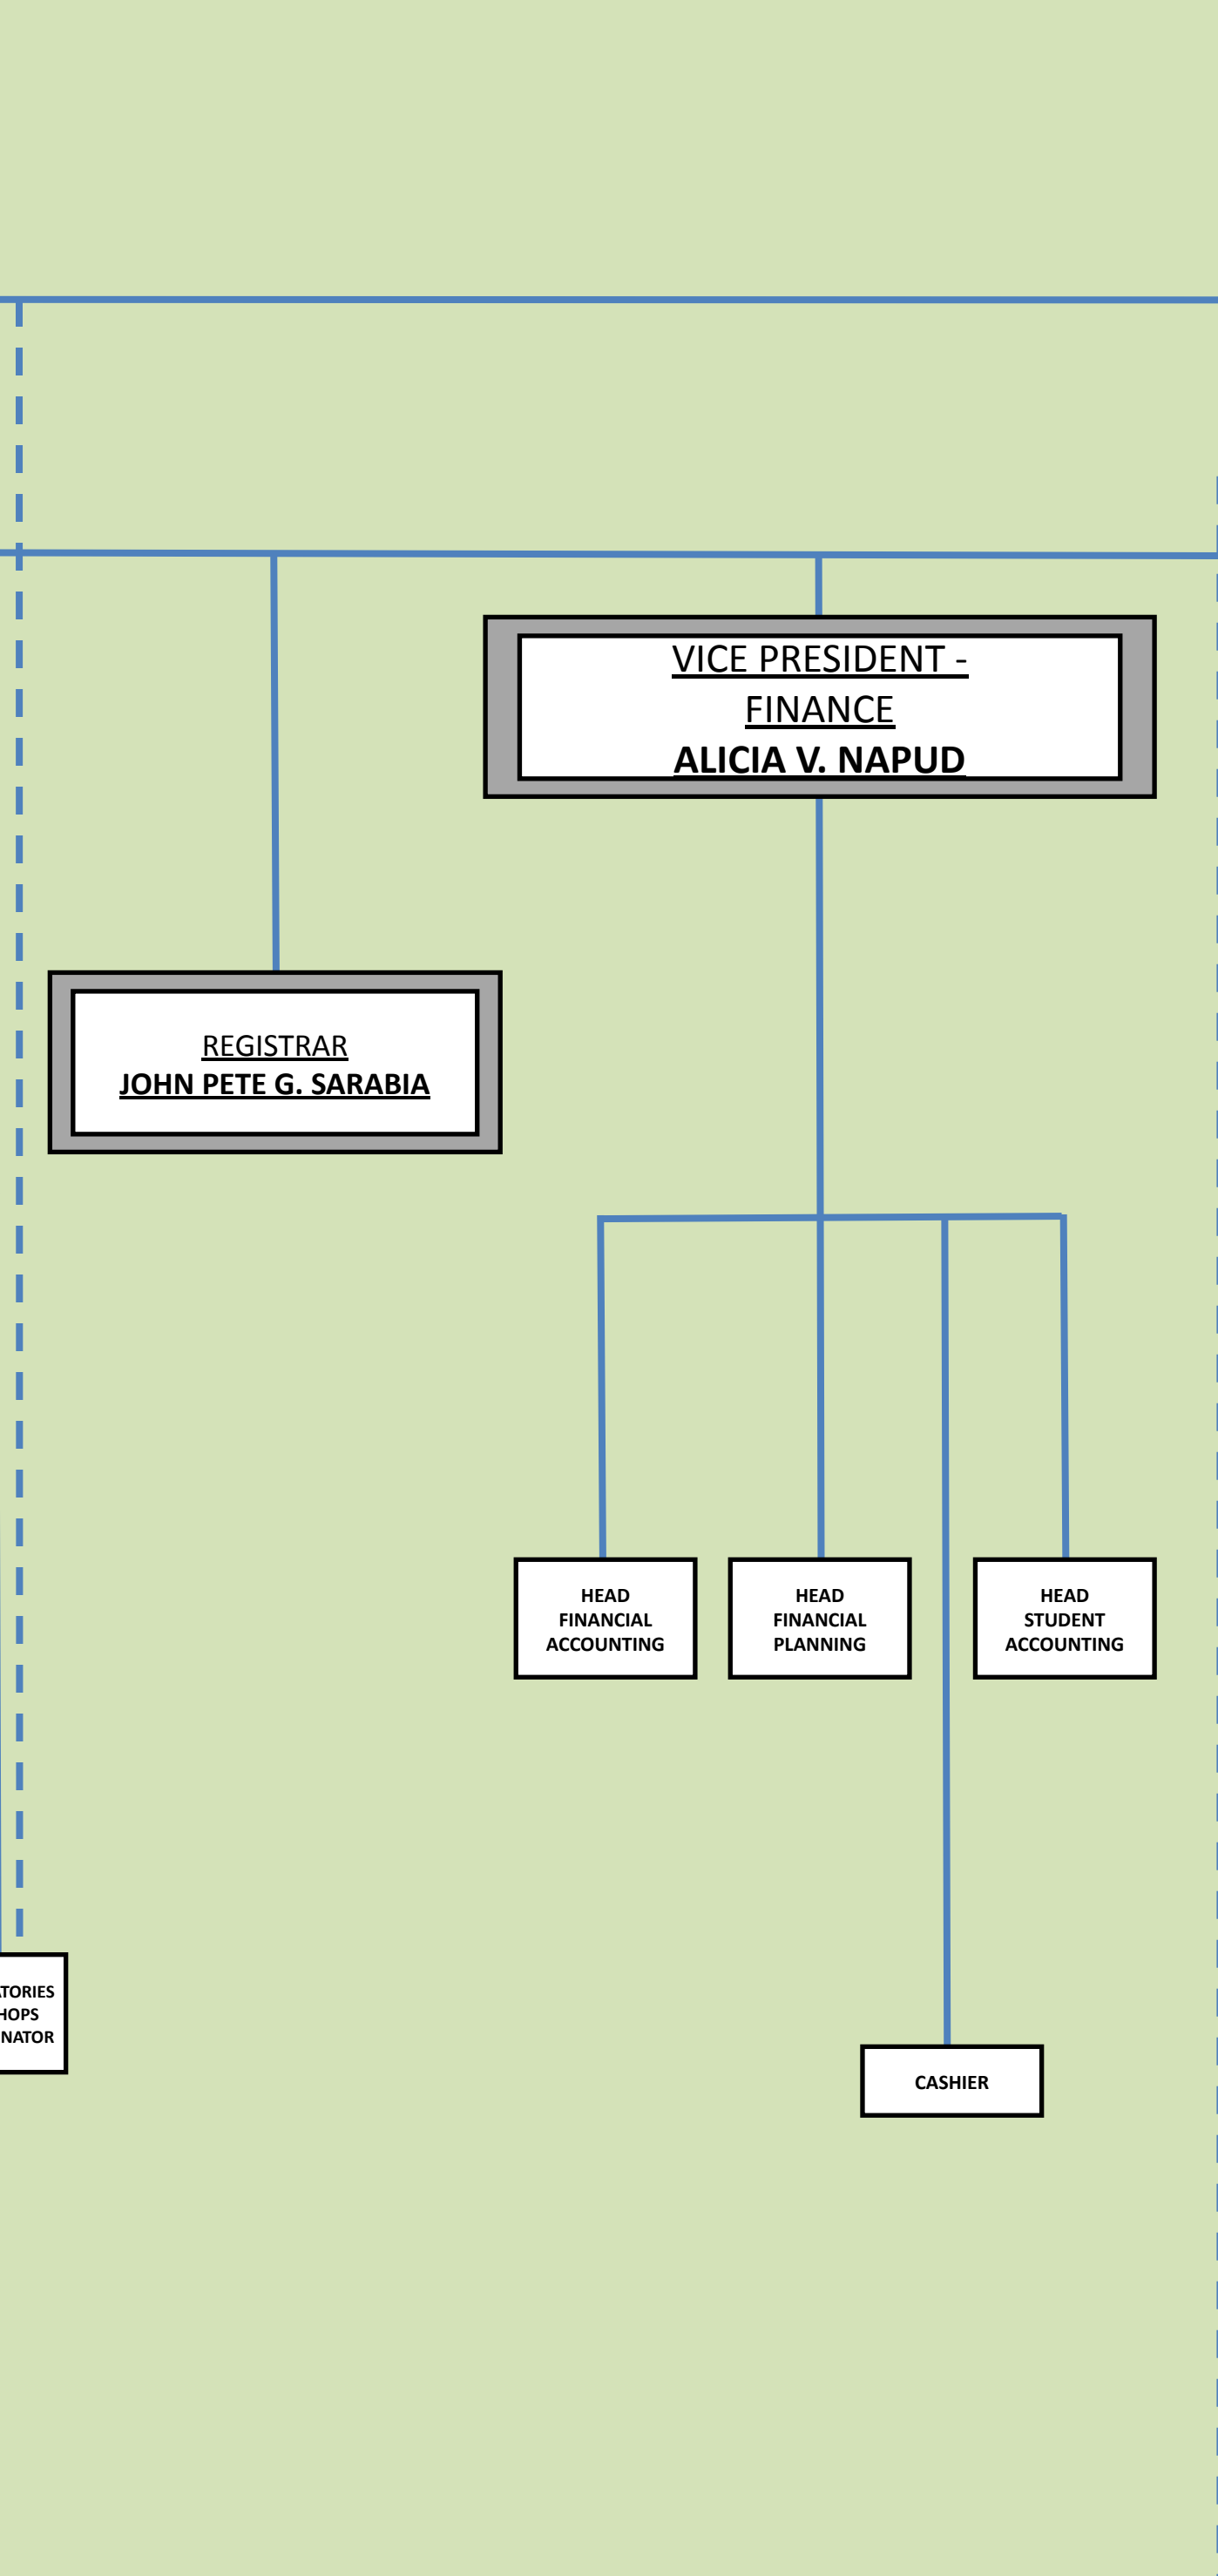 VICE PRESIDENT -
FINANCE
ALICIA V. NAPUD
REGISTRAR
JOHN PETE G. SARABIA
HEAD
FINANCIAL
ACCOUNTING
HEAD
FINANCIAL
PLANNING
HEAD
STUDENT
ACCOUNTING
CASHIER